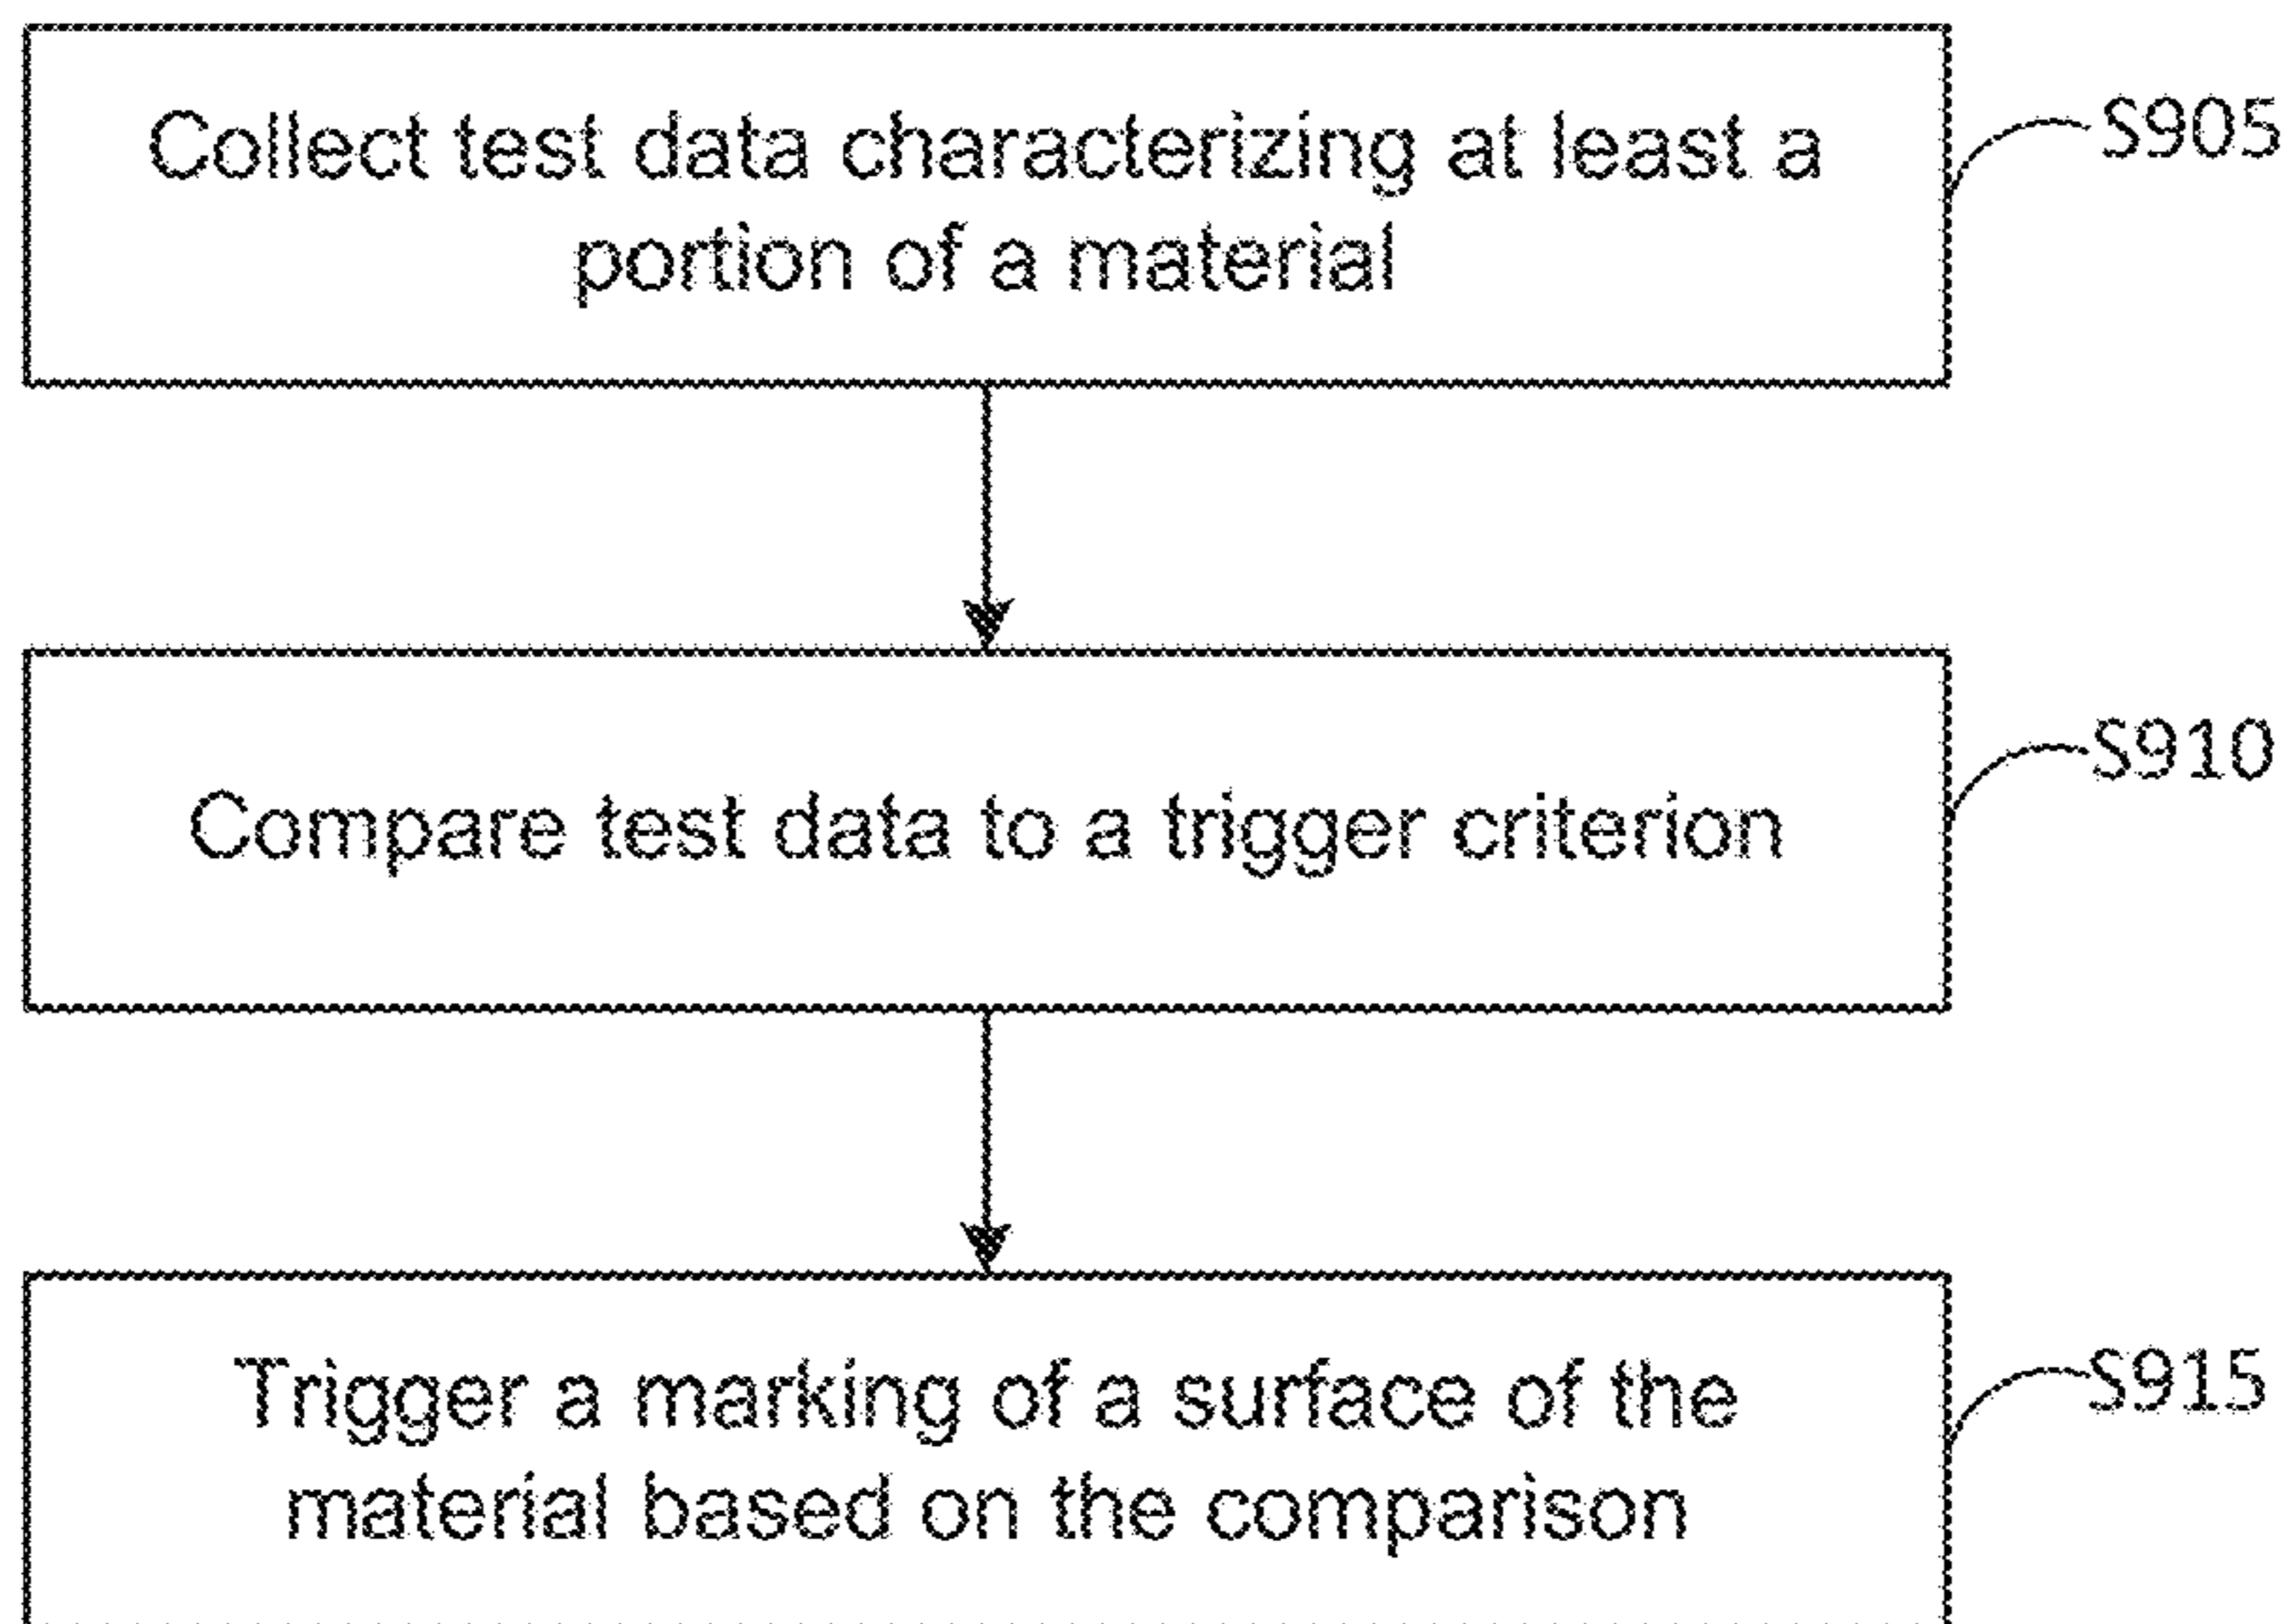 Collect test data characterizing at least a
portion of a material
S905
Compare test data to a trigger criterion
S910
Trigger a marking of a surface of the
material based on the comparison
S915